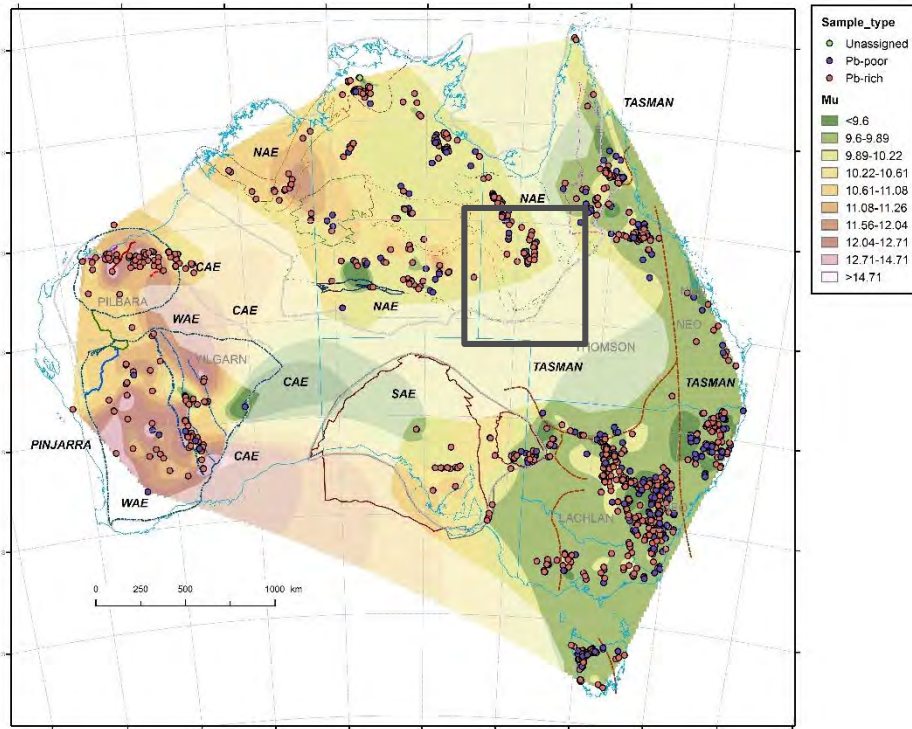 Sample_type
Unassigned
Pb-poor
Pb-rich
Mu
<9.6
9.6-9.89
9.89-10.22
10.22-10.61
10.61-11.08
11.08-11.26
11.56-12.04
12.04-12.71
12.71-14.71
>14.71
TASMAN
NAE
NAE
CAE
PILBARA
CAE
WAE
NAE
YILGARN
THOMSON
NEO
CAE
TASMAN
TASMAN
SAE
PINJARRA
CAE
WAE
LACHLAN
0 250 500 1000 km